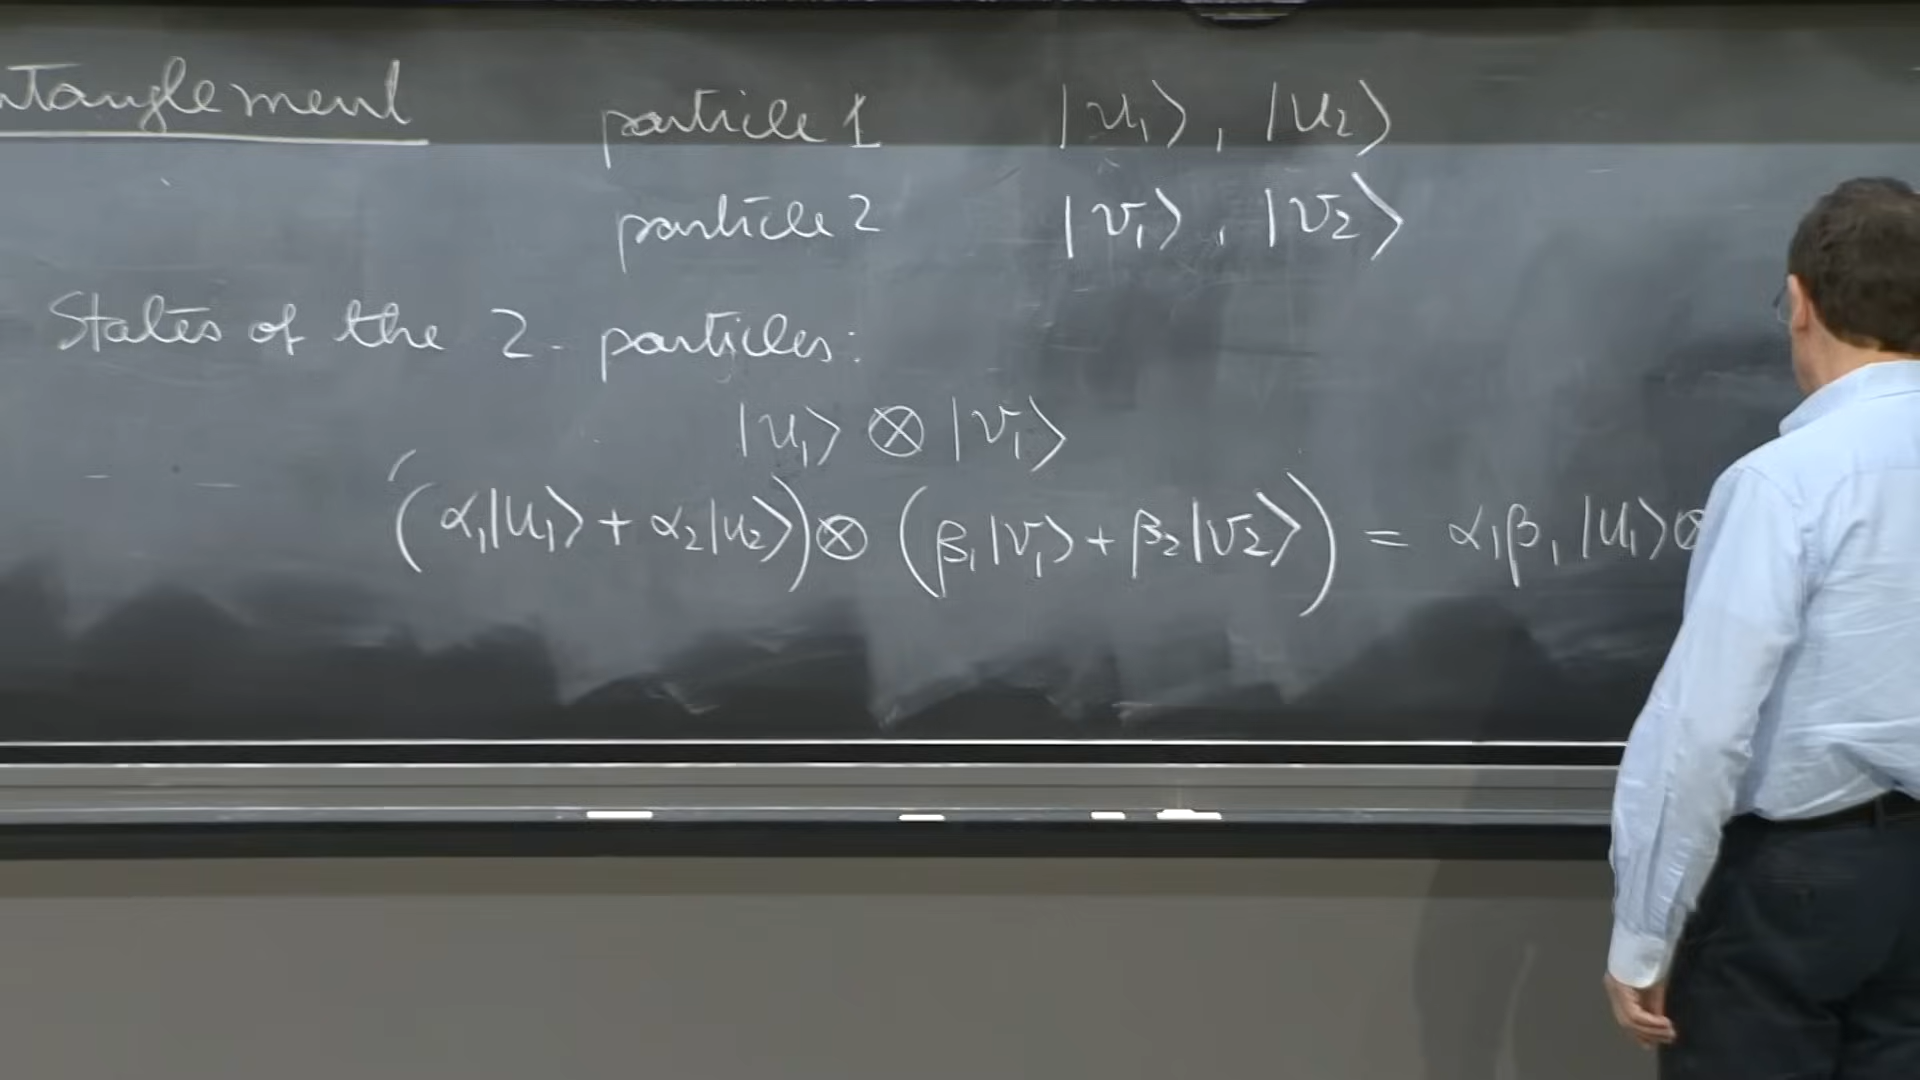 ntanglement particle 1 |u₁⟩, |u₂⟩
particle 2 |v₁⟩, |v₂⟩
States of the 2-particles:
|u₁⟩ ⊗ |v₁⟩
(α₁|u₁⟩ + α₂|u₂⟩) ⊗ (β₁|v₁⟩ + β₂|v₂⟩) = α₁β₁ |u₁⟩ ⊗